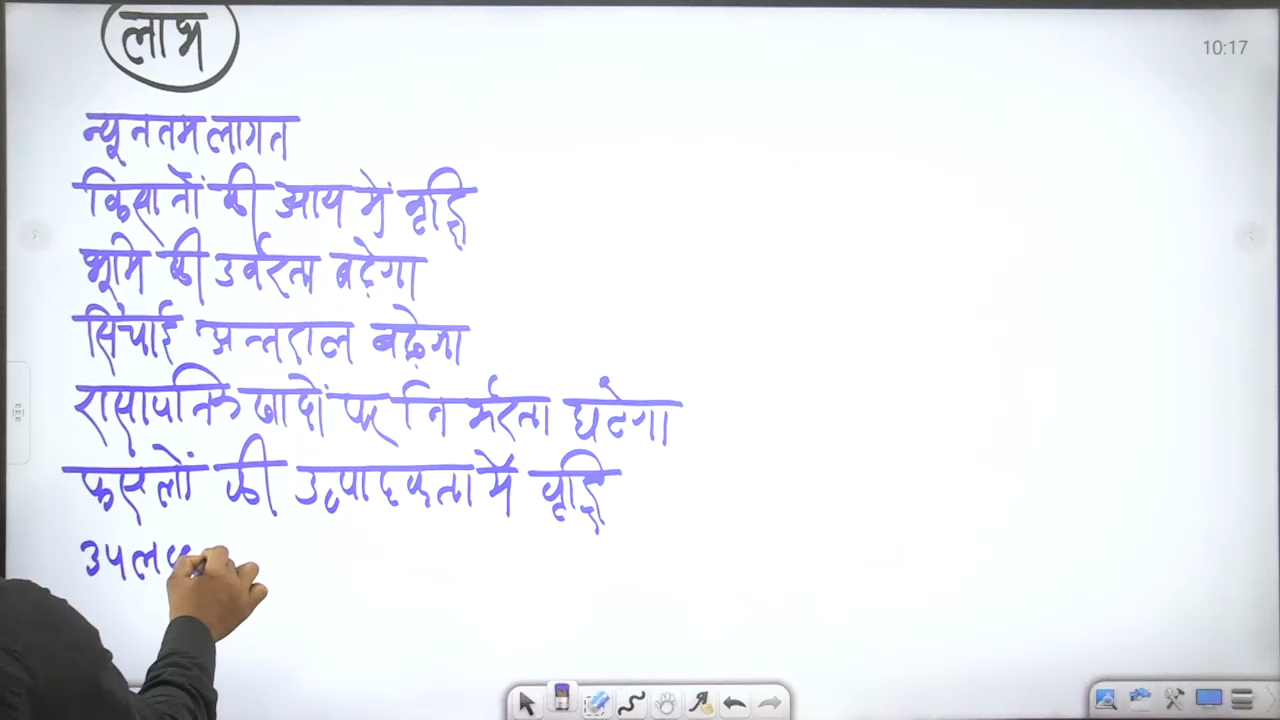 लाभ
10:17
न्यूनतम लागत
किसानों की आय में वृद्धि
भूमि की उर्वरता बढ़ेगा
सिंचाई अन्तराल बढ़ेगा
रासायनिक खादों पर निर्भरता घटेगा
फसलों की उत्पादकता में वृद्धि